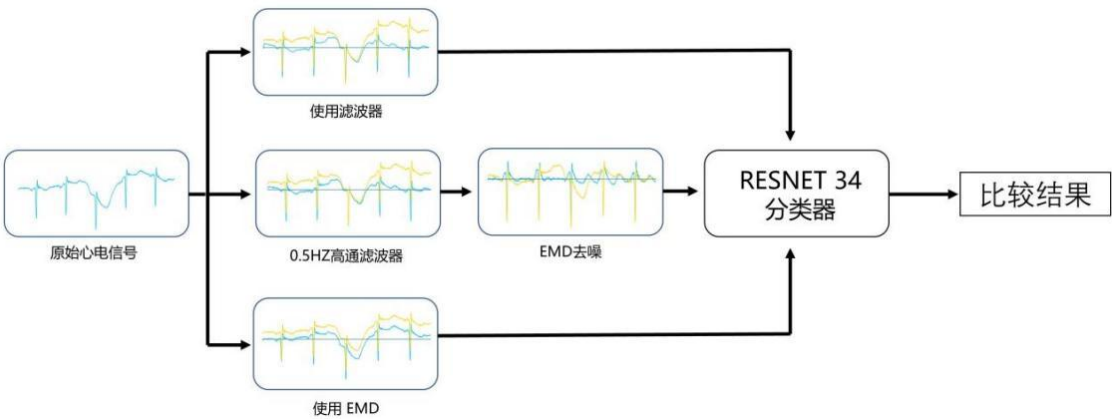 使用滤波器
原始心电信号
0.5HZ高通滤波器
EMD去噪
RESNET 34
分类器
比较结果
使用 EMD